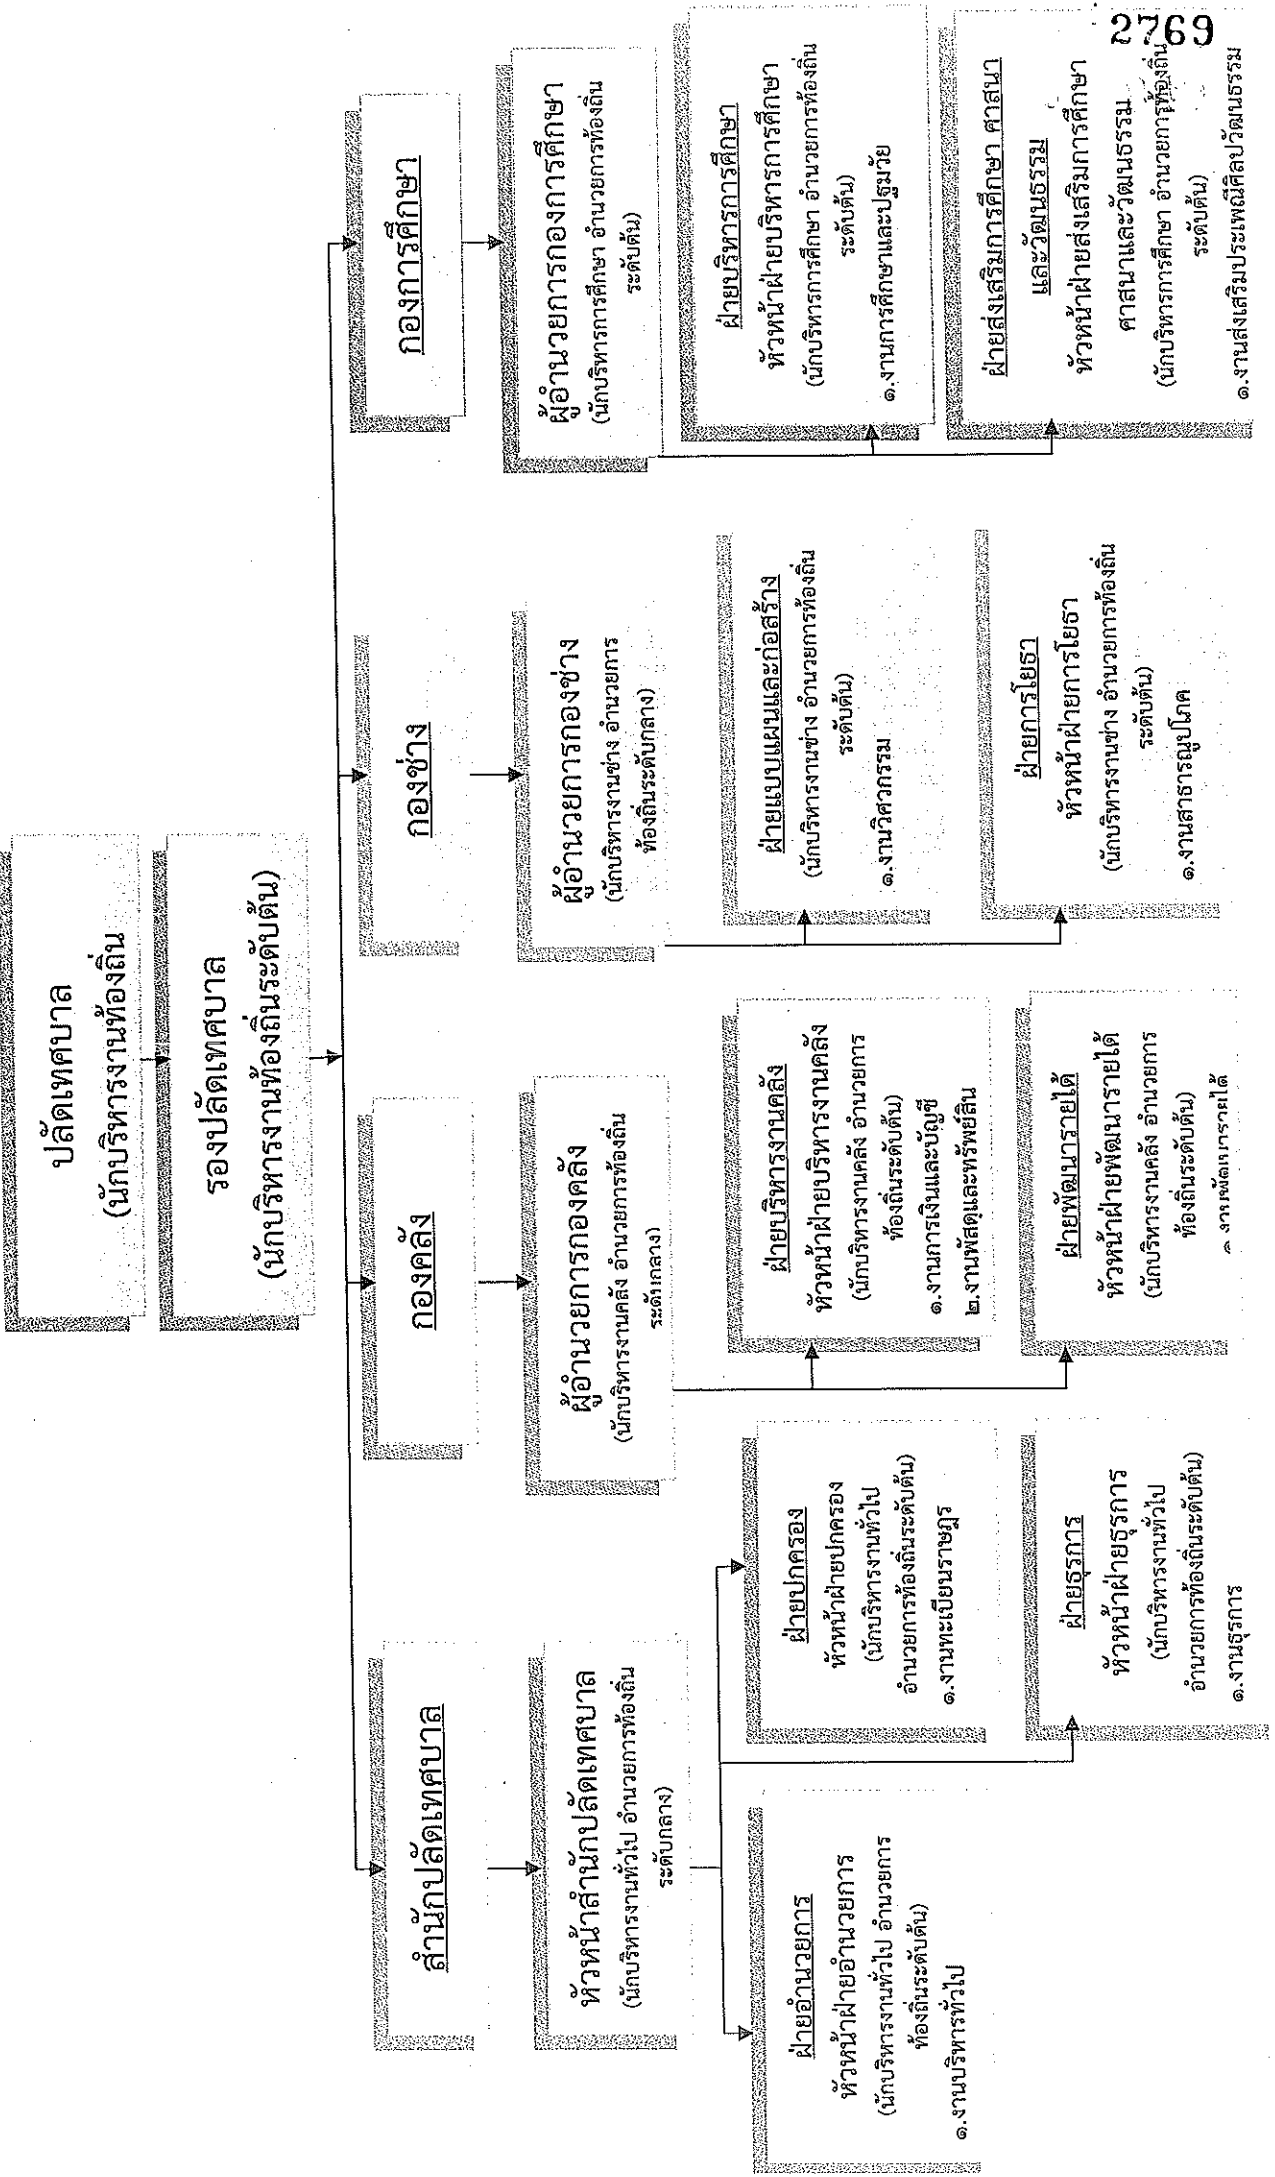 2769
ปลัดเทศบาล
(นักบริหารงานท้องถิ่น
รองปลัดเทศบาล
(นักบริหารงานท้องถิ่นระดับต้น)
สำนักปลัดเทศบาล
หัวหน้าสำนักปลัดเทศบาล
(นักบริหารงานทั่วไป อำนวยการท้องถิ่น
ระดับกลาง)
ฝ่ายอำนวยการ
หัวหน้าฝ่ายอำนวยการ
(นักบริหารงานทั่วไป อำนวยการ
ท้องถิ่นระดับต้น)
๑.งานบริหารทั่วไป
ฝ่ายปกครอง
หัวหน้าฝ่ายปกครอง
(นักบริหารงานทั่วไป
อำนวยการท้องถิ่นระดับต้น)
๑.งานทะเบียนราษฎร
ฝ่ายธุรการ
หัวหน้าฝ่ายธุรการ
(นักบริหารงานทั่วไป
อำนวยการท้องถิ่นระดับต้น)
๑.งานธุรการ
กองคลัง
ผู้อำนวยการกองคลัง
(นักบริหารงานคลัง อำนวยการท้องถิ่น
ระดับกลาง)
ฝ่ายบริหารงานคลัง
หัวหน้าฝ่ายบริหารงานคลัง
(นักบริหารงานคลัง อำนวยการ
ท้องถิ่นระดับต้น)
๑.งานการเงินและบัญชี
๒.งานพัสดุและทรัพย์สิน
ฝ่ายพัฒนารายได้
หัวหน้าฝ่ายพัฒนารายได้
(นักบริหารงานคลัง อำนวยการ
ท้องถิ่นระดับต้น)
๑.งานพัฒนารายได้
กองช่าง
ผู้อำนวยการกองช่าง
(นักบริหารงานช่าง อำนวยการ
ท้องถิ่นระดับกลาง)
ฝ่ายแบบแผนและก่อสร้าง
(นักบริหารงานช่าง อำนวยการท้องถิ่น
ระดับต้น)
๑.งานวิศวกรรม
ฝ่ายการโยธา
หัวหน้าฝ่ายการโยธา
(นักบริหารงานช่าง อำนวยการท้องถิ่น
ระดับต้น)
๑.งานสาธารณูปโภค
กองการศึกษา
ผู้อำนวยการกองการศึกษา
(นักบริหารการศึกษา อำนวยการท้องถิ่น
ระดับต้น)
ฝ่ายบริหารการศึกษา
หัวหน้าฝ่ายบริหารการศึกษา
(นักบริหารการศึกษา อำนวยการท้องถิ่น
ระดับต้น)
๑.งานการศึกษาและปฐมวัย
ฝ่ายส่งเสริมการศึกษา ศาสนา
และวัฒนธรรม
หัวหน้าฝ่ายส่งเสริมการศึกษา
ศาสนาและวัฒนธรรม
(นักบริหารการศึกษา อำนวยการท้องถิ่น
ระดับต้น)
๑.งานส่งเสริมประเพณีศิลปวัฒนธรรม